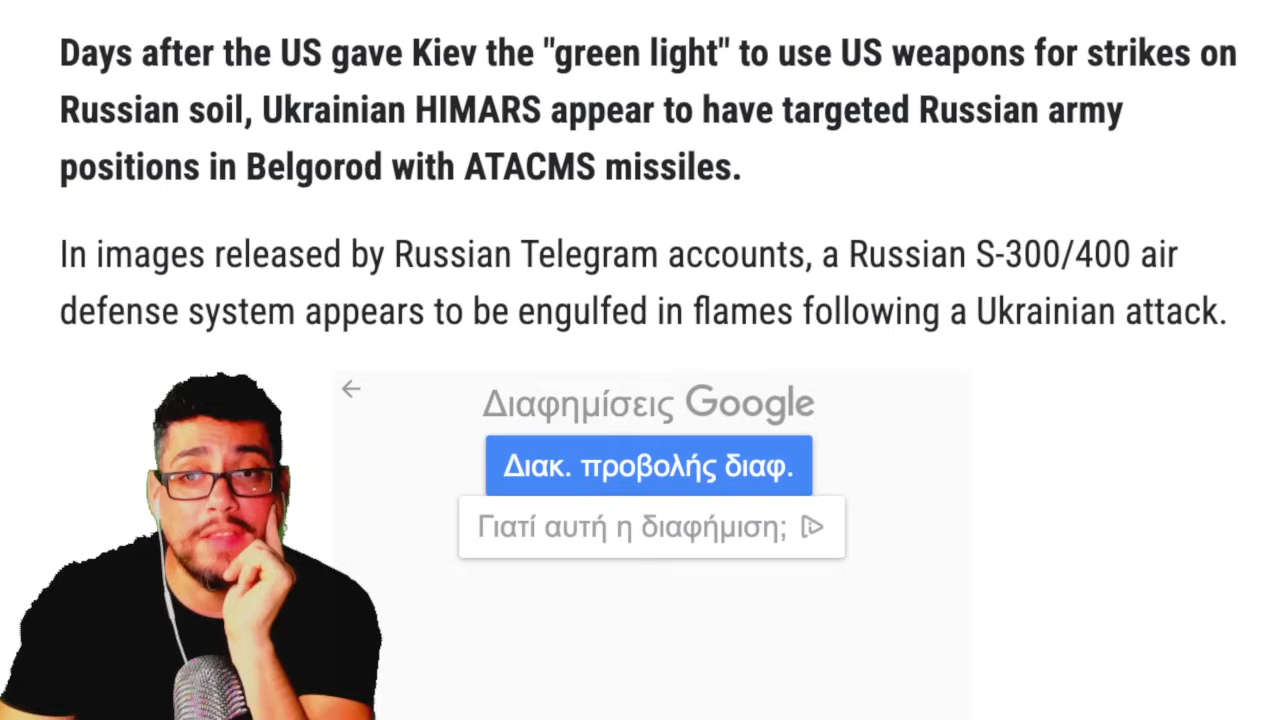 Days after the US gave Kiev the "green light" to use US weapons for strikes on
Russian soil, Ukrainian HIMARS appear to have targeted Russian army
positions in Belgorod with ATACMS missiles.
In images released by Russian Telegram accounts, a Russian S-300/400 air
defense system appears to be engulfed in flames following a Ukrainian attack.
Διαφημίσεις Google
Διακ. προβολής διαφ.
Γιατί αυτή η διαφήμιση;